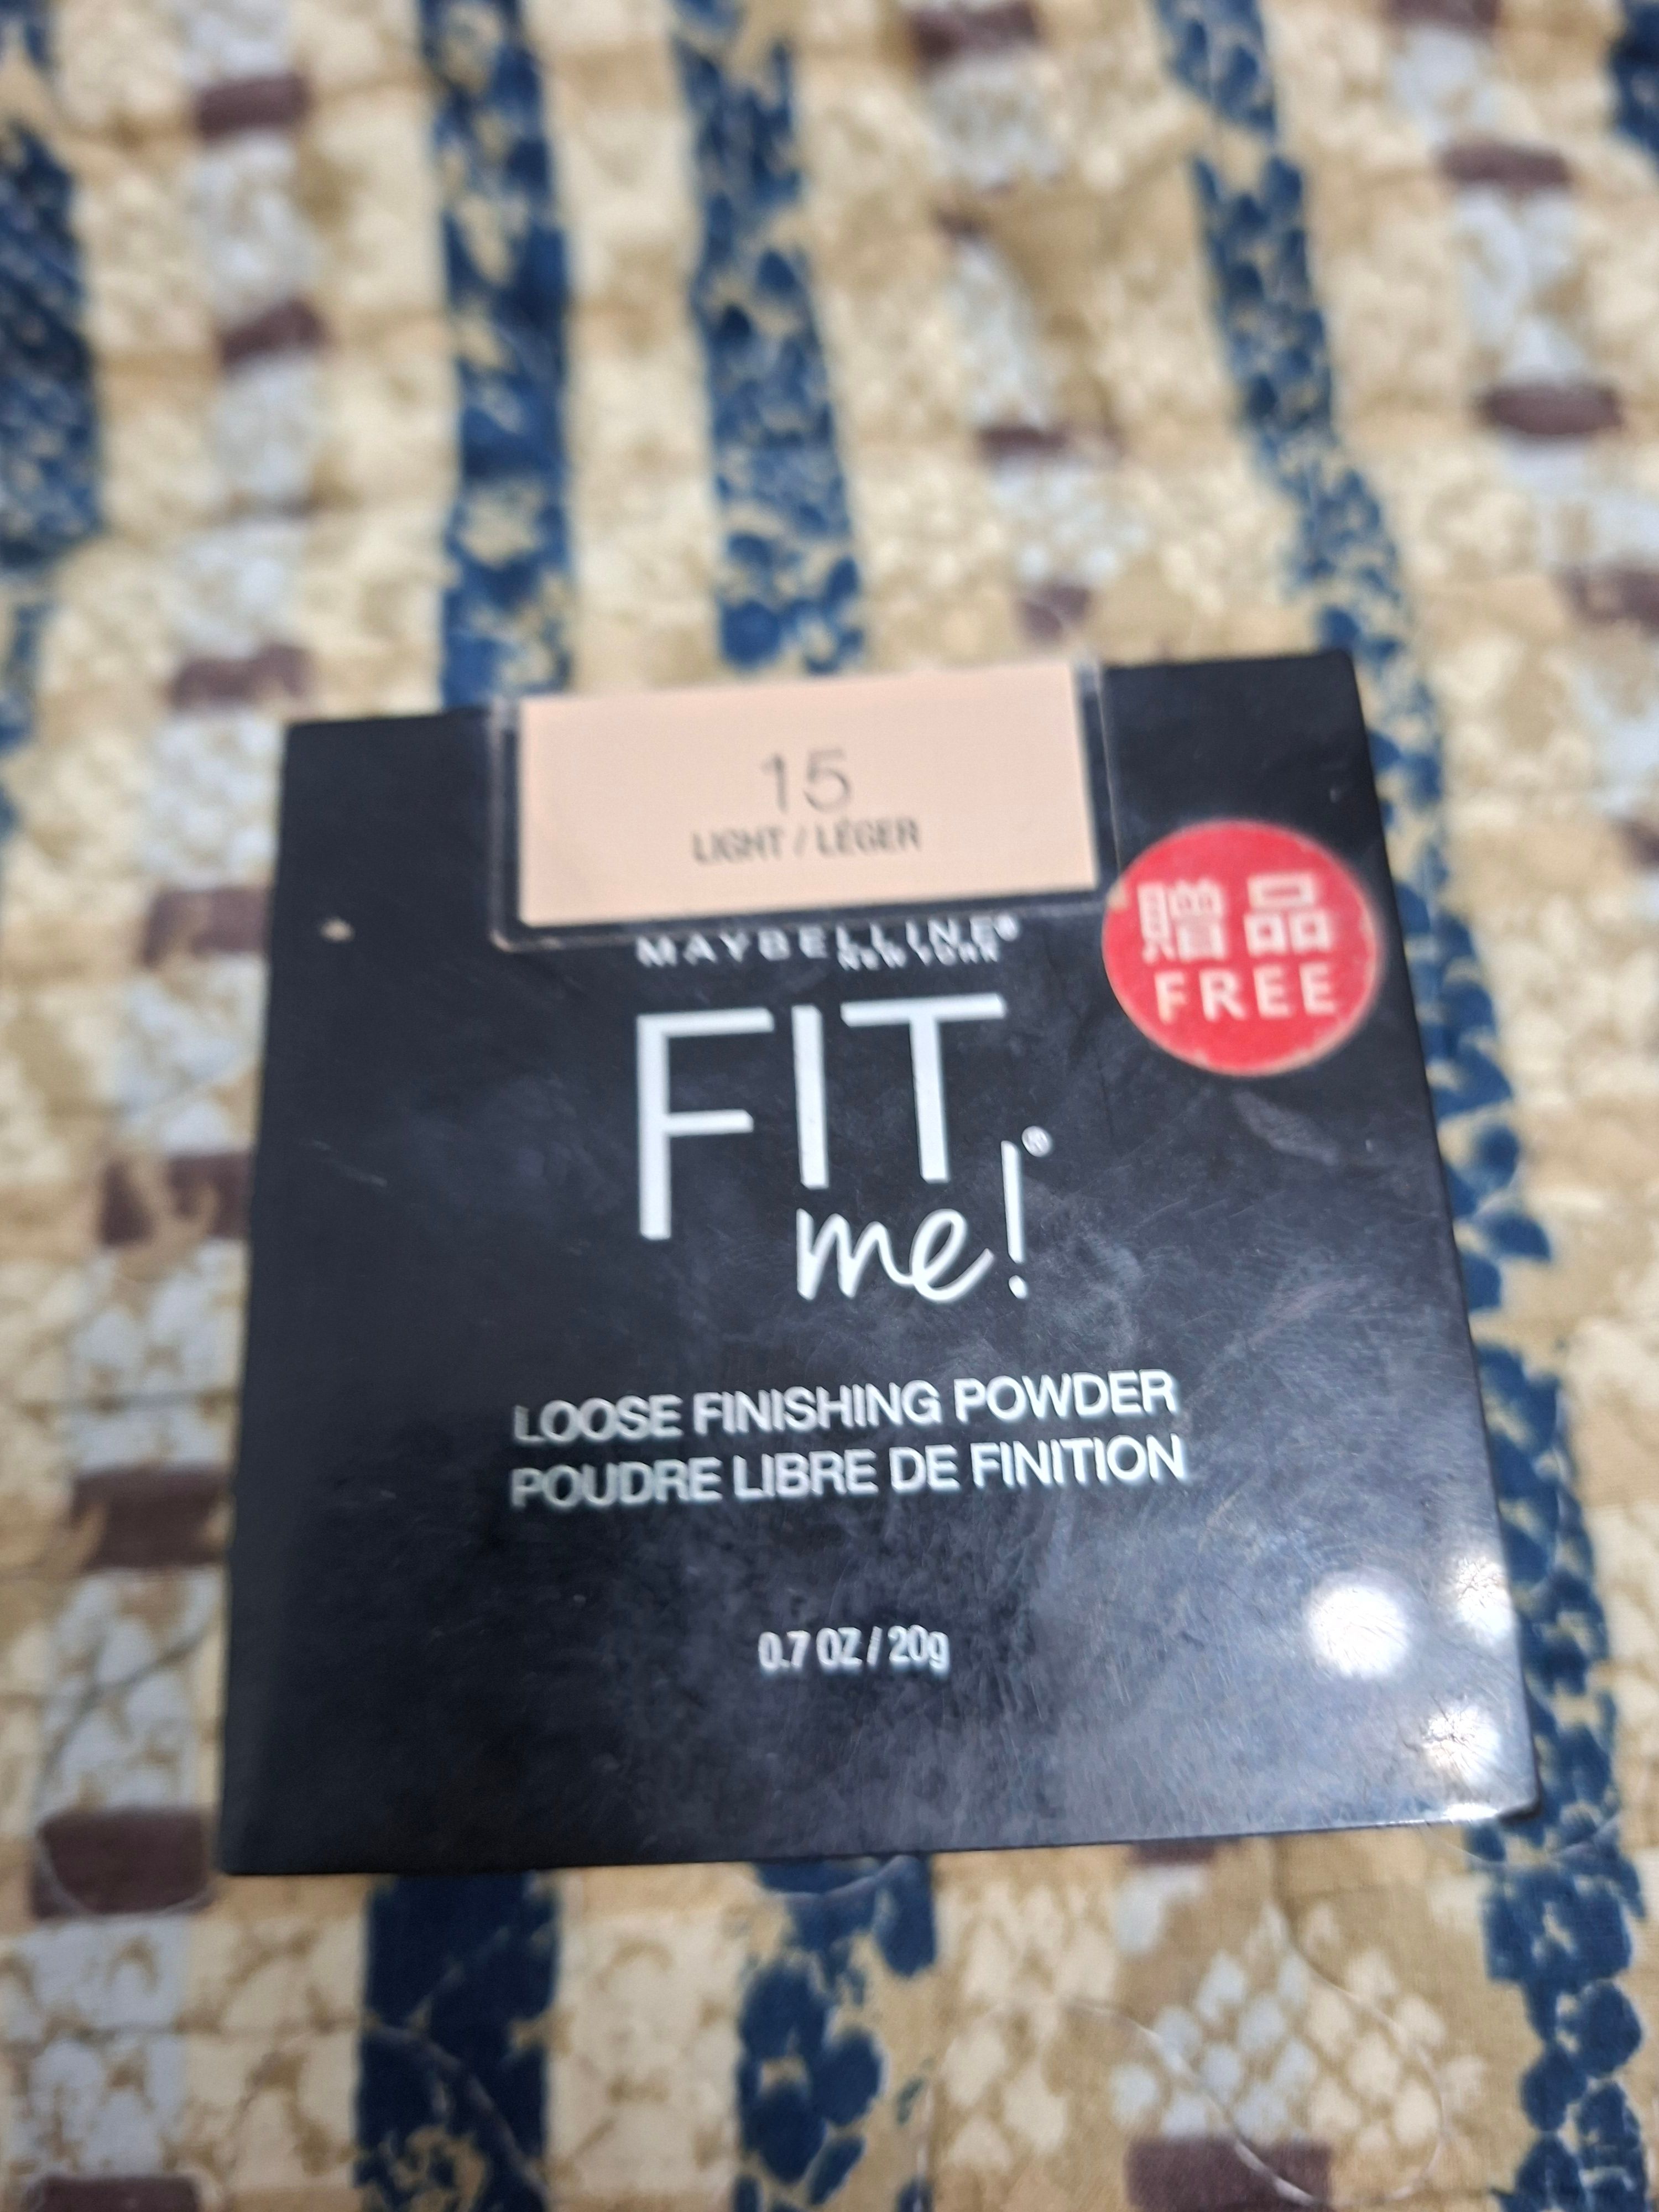 15
LIGHT / LÉGER
MAYBELLINE®
NEW YORK
贈品
FREE
FIT
me!®
LOOSE FINISHING POWDER
POUDRE LIBRE DE FINITION
0.7 OZ / 20g